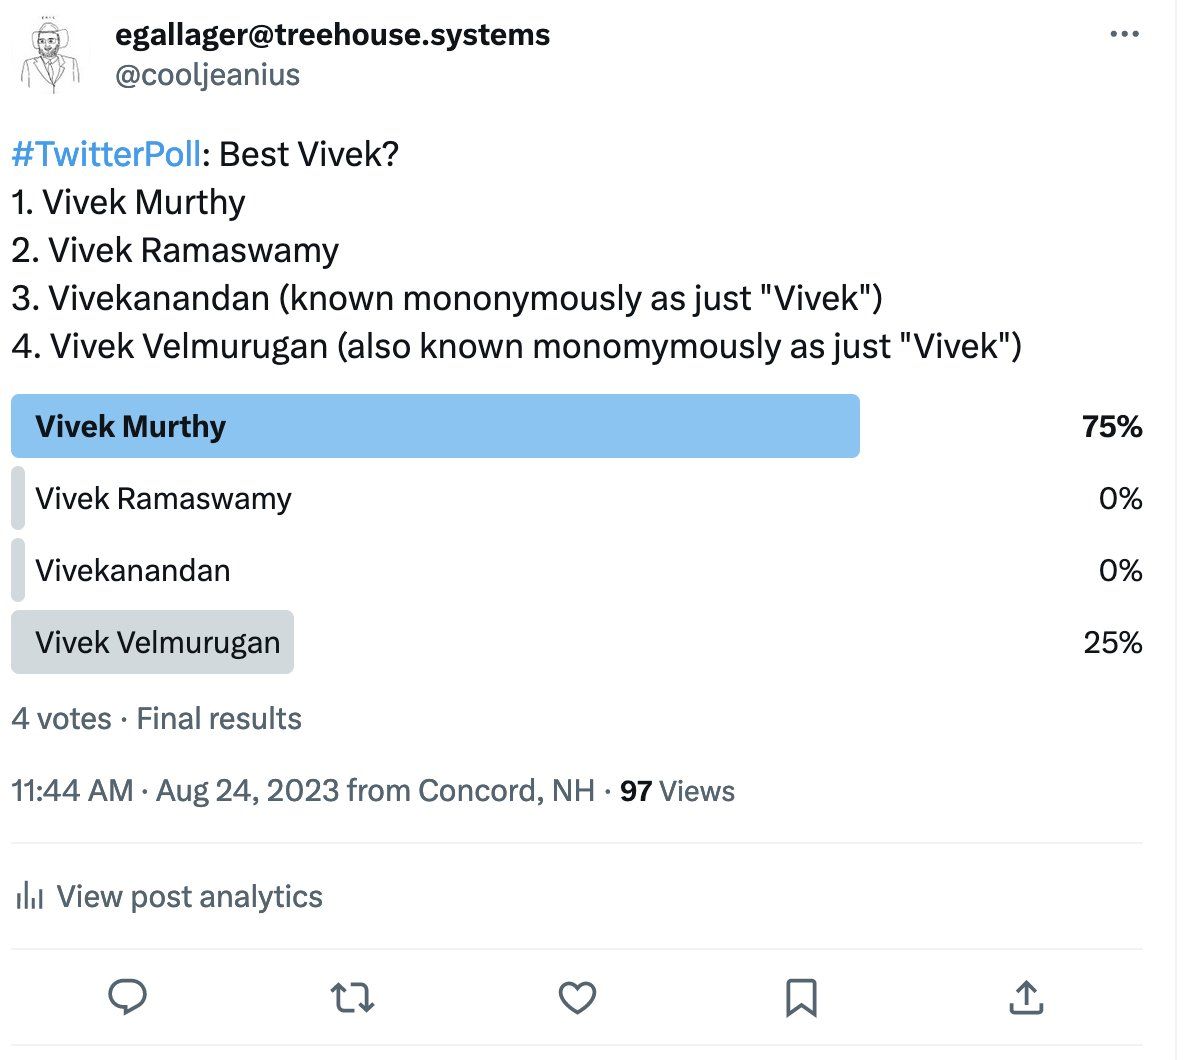 egallager@treehouse.systems
@cooljeanius
#TwitterPoll: Best Vivek?
1. Vivek Murthy
2. Vivek Ramaswamy
3. Vivekanandan (known mononymously as just "Vivek")
4. Vivek Velmurugan (also known monomymously as just "Vivek")
Vivek Murthy 75%
Vivek Ramaswamy 0%
Vivekanandan 0%
Vivek Velmurugan 25%
4 votes · Final results
11:44 AM · Aug 24, 2023 from Concord, NH · 97 Views
View post analytics